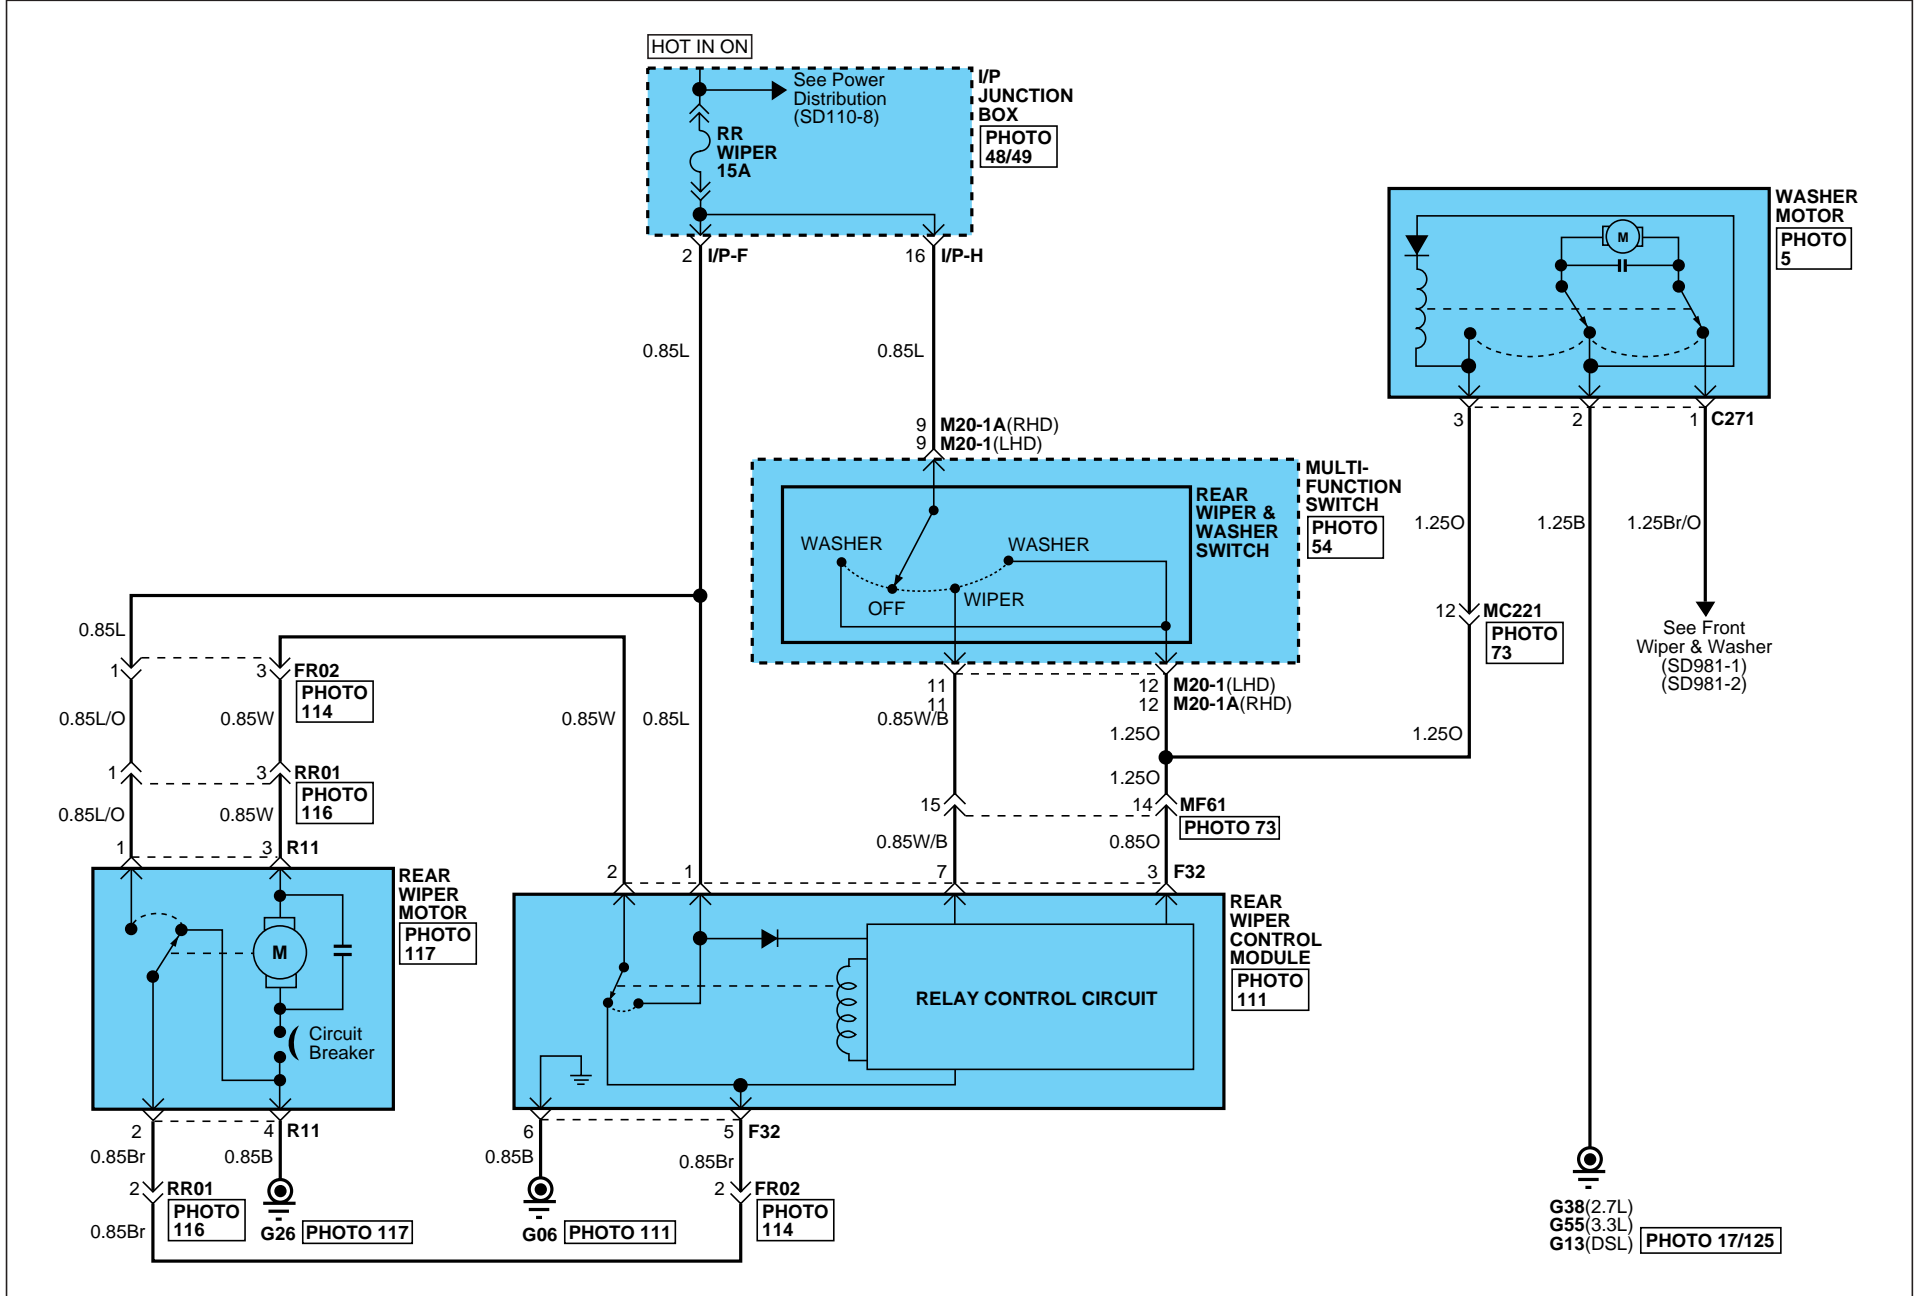 HOT IN ON
See Power
Distribution
(SD110-8)
RR
WIPER
15A
I/P
JUNCTION
BOX
PHOTO
48/49
2 I/P-F
16 I/P-H
0.85L
0.85L
WASHER
MOTOR
PHOTO
5
M
3
2
1 C271
9 M20-1A(RHD)
9 M20-1(LHD)
MULTI-
FUNCTION
SWITCH
PHOTO
54
REAR
WIPER &
WASHER
SWITCH
WASHER
WASHER
OFF
WIPER
1.25O
1.25B
1.25Br/O
12 MC221
PHOTO
73
See Front
Wiper & Washer
(SD981-1)
(SD981-2)
0.85L
1
3 FR02
PHOTO
114
0.85L/O
0.85W
0.85W
0.85L
11
11
12 M20-1(LHD)
12 M20-1A(RHD)
0.85W/B
1.25O
1.25O
1.25O
1
3 RR01
PHOTO
116
0.85L/O
0.85W
15
14 MF61
PHOTO 73
0.85W/B
0.85O
1
3 R11
2
1
7
3 F32
REAR
WIPER
MOTOR
PHOTO
117
M
Circuit
Breaker
REAR
WIPER
CONTROL
MODULE
PHOTO
111
RELAY CONTROL CIRCUIT
2
4 R11
6
5 F32
0.85Br
0.85B
0.85B
0.85Br
2 RR01
PHOTO
116
0.85Br
G26 PHOTO 117
G06 PHOTO 111
2 FR02
PHOTO
114
G38(2.7L)
G55(3.3L)
G13(DSL)
PHOTO 17/125